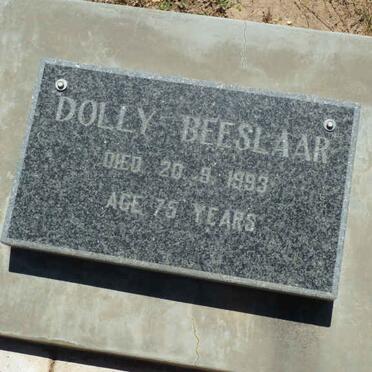 DOLLY BEESLAAR
DIED 20.9.1993
AGE 75 YEARS